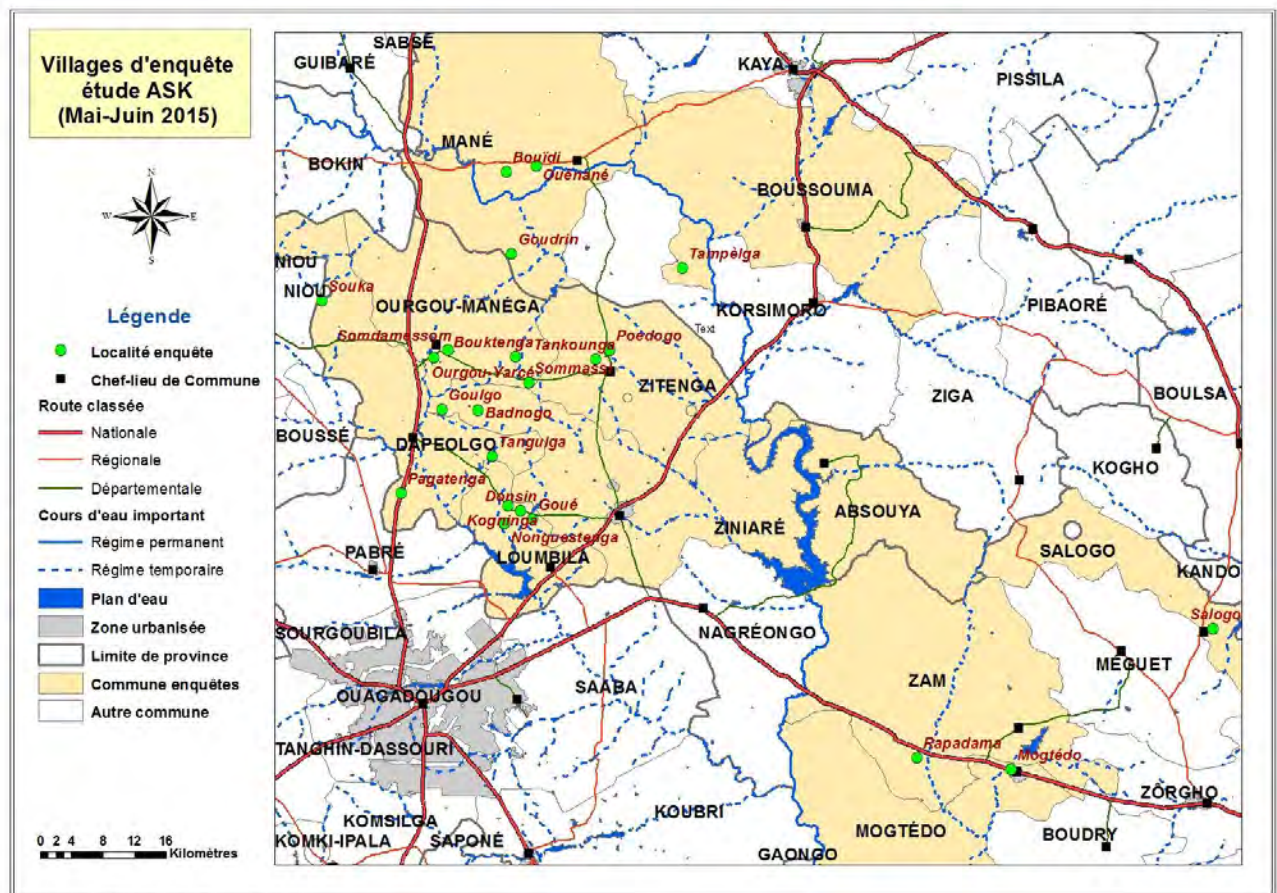 Villages d'enquête
étude ASK
(Mai-Juin 2015)
N
W
E
S
Légende
Localité enquête
Chef-lieu de Commune
Route classée
Nationale
Régionale
Départementale
Cours d'eau important
Régime permanent
Régime temporaire
Plan d'eau
Zone urbanisée
Limite de province
Commune enquêtes
Autre commune
0 2 4 8 12 16
Kilomètres
SABSÉ
GUIBARÉ
KAYA
PISSILA
MANÉ
BOKIN
Bouïdi
Ouenané
BOUSSOUMA
Goudrin
Tampèlga
NIOU
NIOU
Souka
OURGOU-MANÉGA
KORSIMORO
PIBAORÉ
Text
Somdamessom
Bouktenga
Tankounga
Poédogo
Ourgou-Yarcé
Sommassi
ZITENGA
ZIGA
BOULSA
Goulgo
Badnogo
BOUSSÉ
DAPEOLGO
Tangulga
KOGHO
Pagatenga
Donsin
Goué
Kogninga
Nonguestenga
ZINIARÉ
ABSOUYA
SALOGO
PABRÉ
LOUMBILA
KANDO
Salogo
SOURGOUBILA
NAGRÉONGO
MÉGUET
OUAGADOUGOU
SAABA
ZAM
TANGHIN-DASSOURI
Rapadama
Mogtédo
ZÒRGHO
KOMSILGA
KOUBRI
MOGTÉDO
BOUDRY
KOMKI-IPALA
SAPONÉ
GAONGO